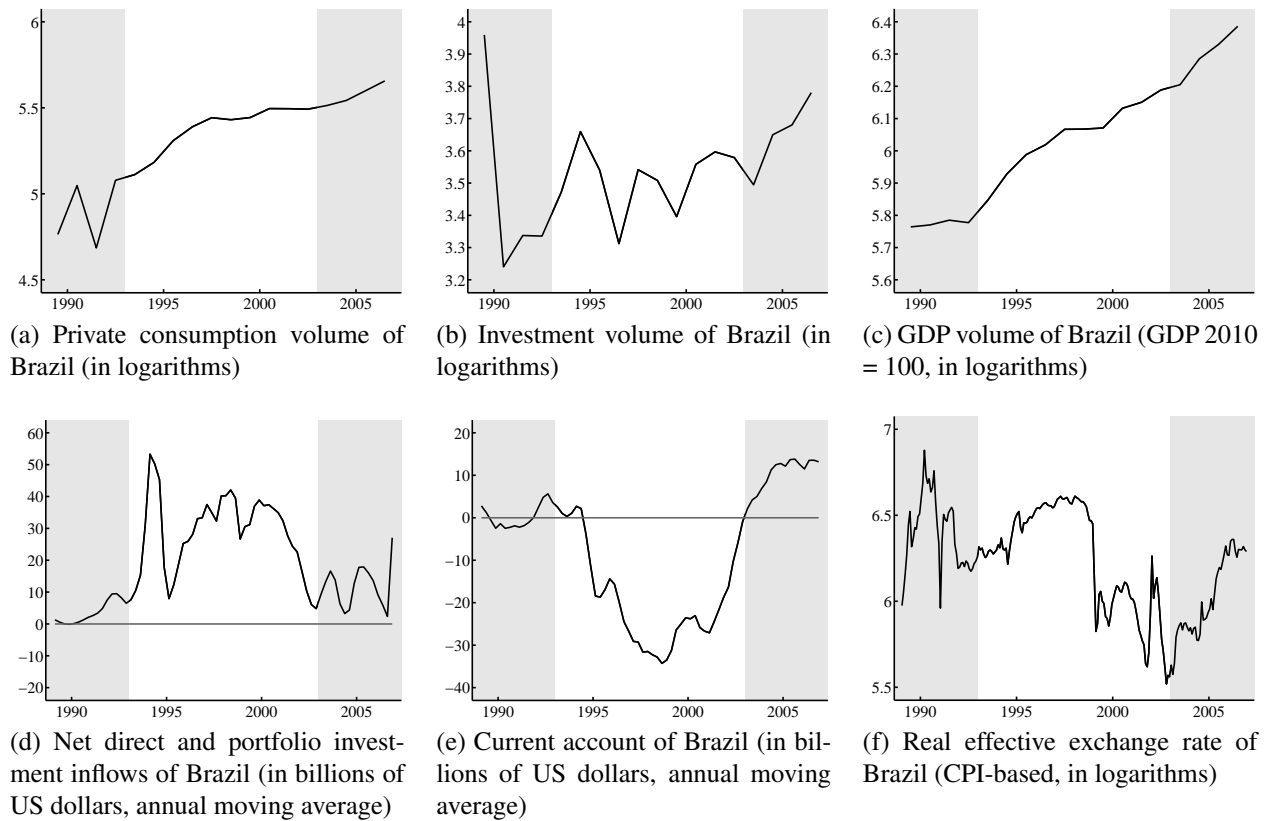 6
5.5
5
4.5
1990 1995 2000 2005
(a) Private consumption volume of
Brazil (in logarithms)
4
3.9
3.8
3.6
3.5
3.4
3.3
3.2
1990 1995 2000 2005
(b) Investment volume of Brazil (in
logarithms)
6.4
6.3
6.2
6.1
6
5.9
5.8
5.7
5.6
1990 1995 2000 2005
(c) GDP volume of Brazil (GDP 2010
= 100, in logarithms)
60
50
40
30
20
10
0
−10
−20
1990 1995 2000 2005
(d) Net direct and portfolio invest-
ment inflows of Brazil (in billions of
US dollars, annual moving average)
20
10
0
−10
−20
−30
−40
1990 1995 2000 2005
(e) Current account of Brazil (in bil-
lions of US dollars, annual moving
average)
7
6.5
6
5.5
1990 1995 2000 2005
(f) Real effective exchange rate of
Brazil (CPI-based, in logarithms)